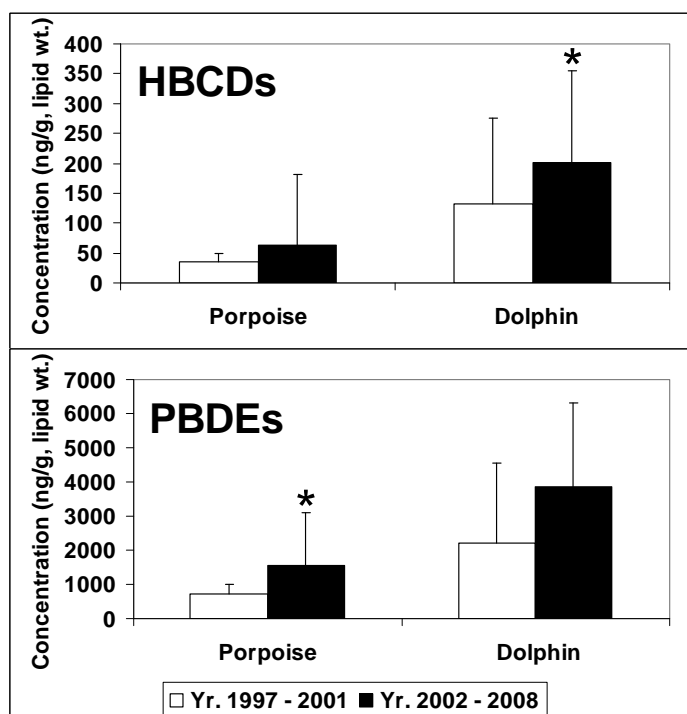 Concentration (ng/g, lipid wt.)
400
350
300
250
200
150
100
50
0
HBCDs
*
Porpoise Dolphin
Concentration (ng/g, lipid wt.)
7000
6000
5000
4000
3000
2000
1000
0
PBDEs
*
Porpoise Dolphin
Yr. 1997 - 2001 Yr. 2002 - 2008